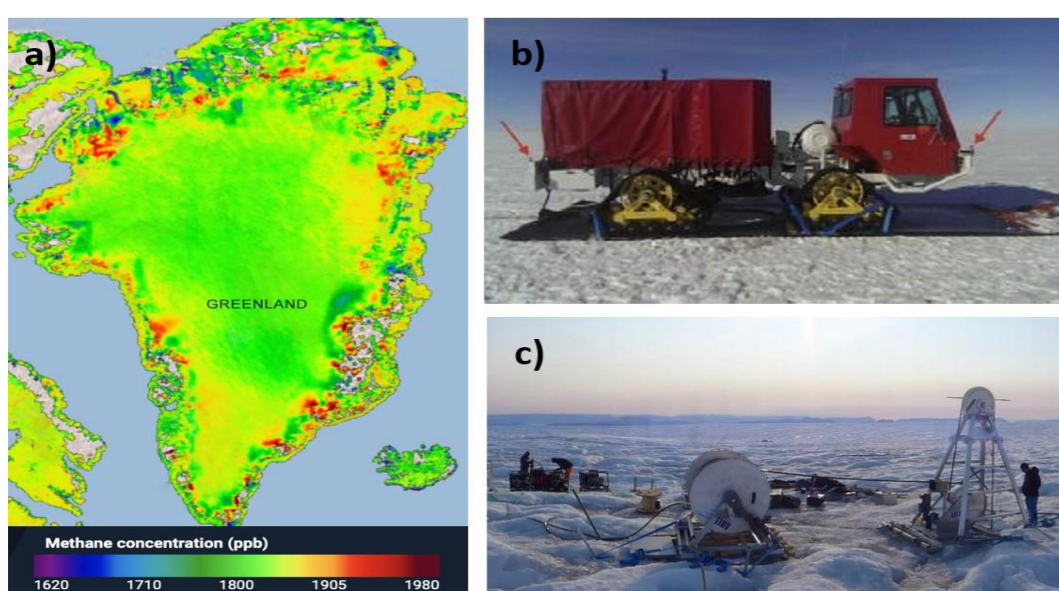 a)
GREENLAND
Methane concentration (ppb)
1620 1710 1800 1905 1980
b)
c)